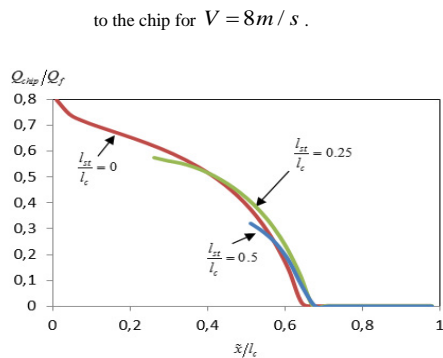 to the chip for V = 8m / s .
Q_chip/Q_f
0,8
0,7
0,6
0,5
0,4
0,3
0,2
0,1
0
l_st/l_c = 0
l_st/l_c = 0.25
l_st/l_c = 0.5
0 0,2 0,4 0,6 0,8 1
x̃/l_c